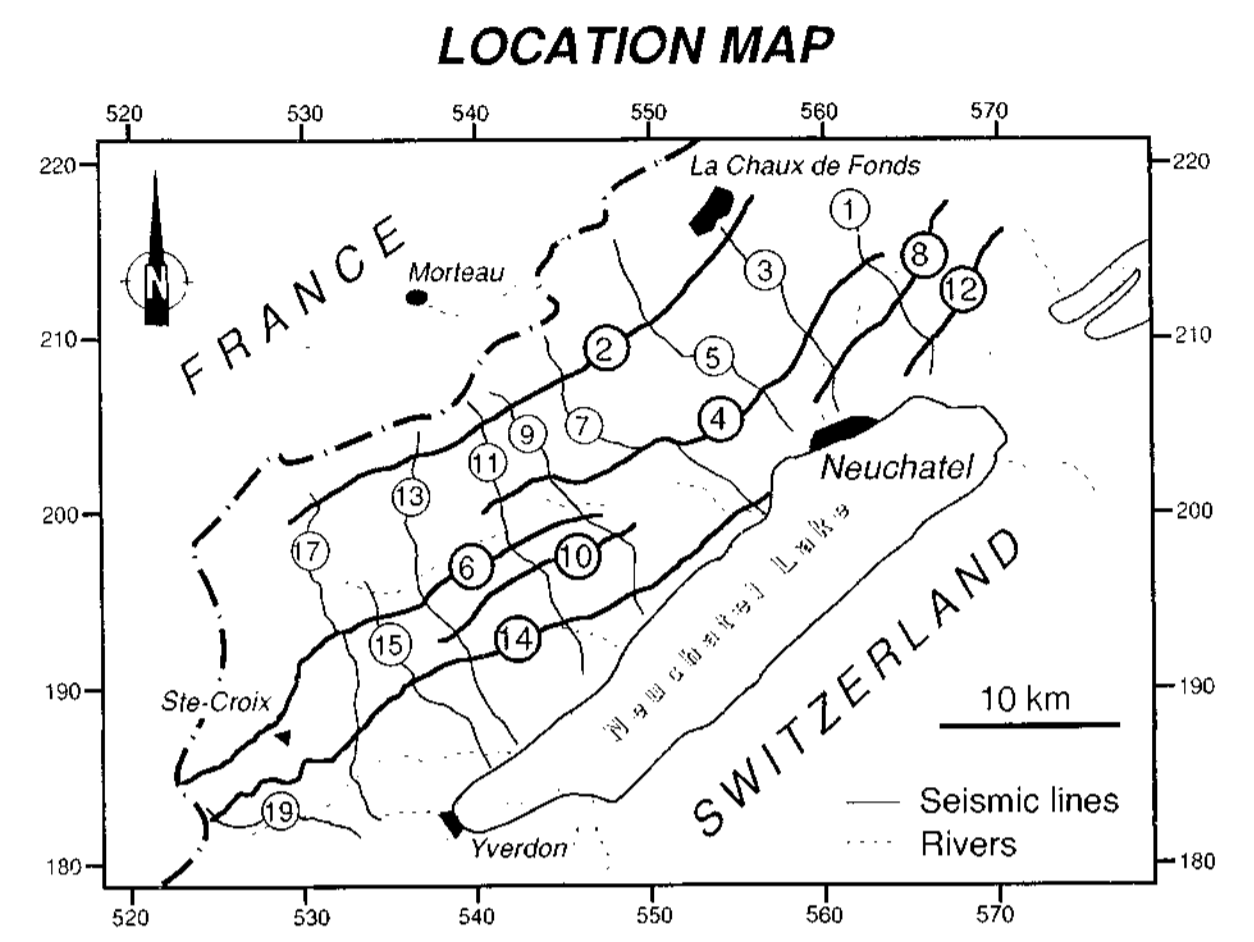 LOCATION MAP
520 530 540 550 560 570
220 220
La Chaux de Fonds
1
FRANCE
8
Morteau
3
N
12
210 210
2
5
4
7
9
11
Neuchatel
13
200 200
17
10
6
Neuchatel Lake
14
15
SWITZERLAND
190 190
Ste-Croix
10 km
19
Seismic lines
Yverdon
Rivers
180 180
520 530 540 550 560 570